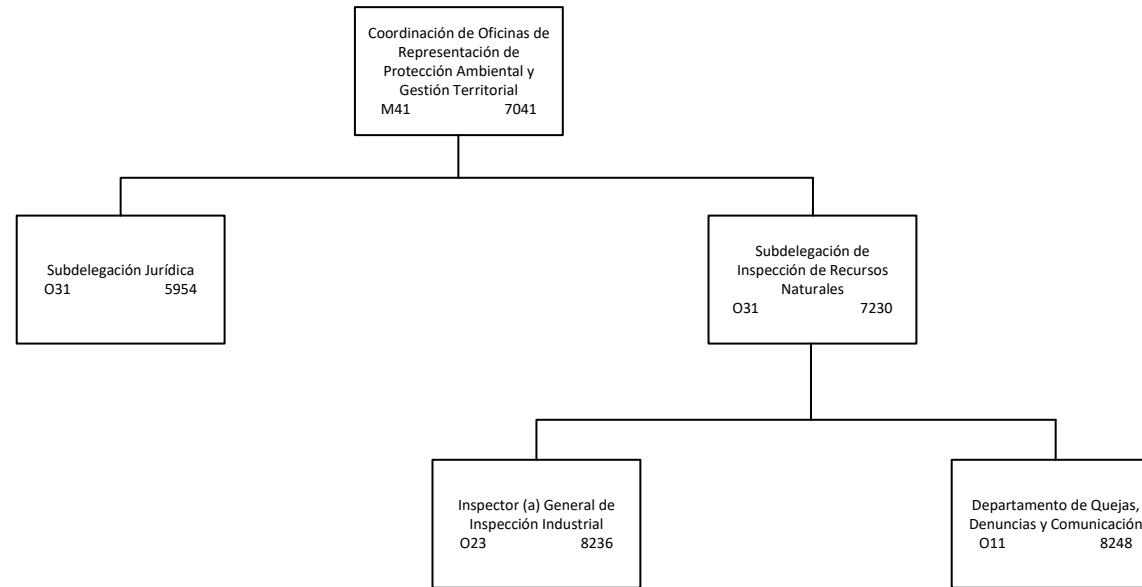 Coordinación de Oficinas de
Representación de
Protección Ambiental y
Gestión Territorial
M41 7041
Subdelegación Jurídica
O31 5954
Subdelegación de
Inspección de Recursos
Naturales
O31 7230
Inspector (a) General de
Inspección Industrial
O23 8236
Departamento de Quejas,
Denuncias y Comunicación
O11 8248